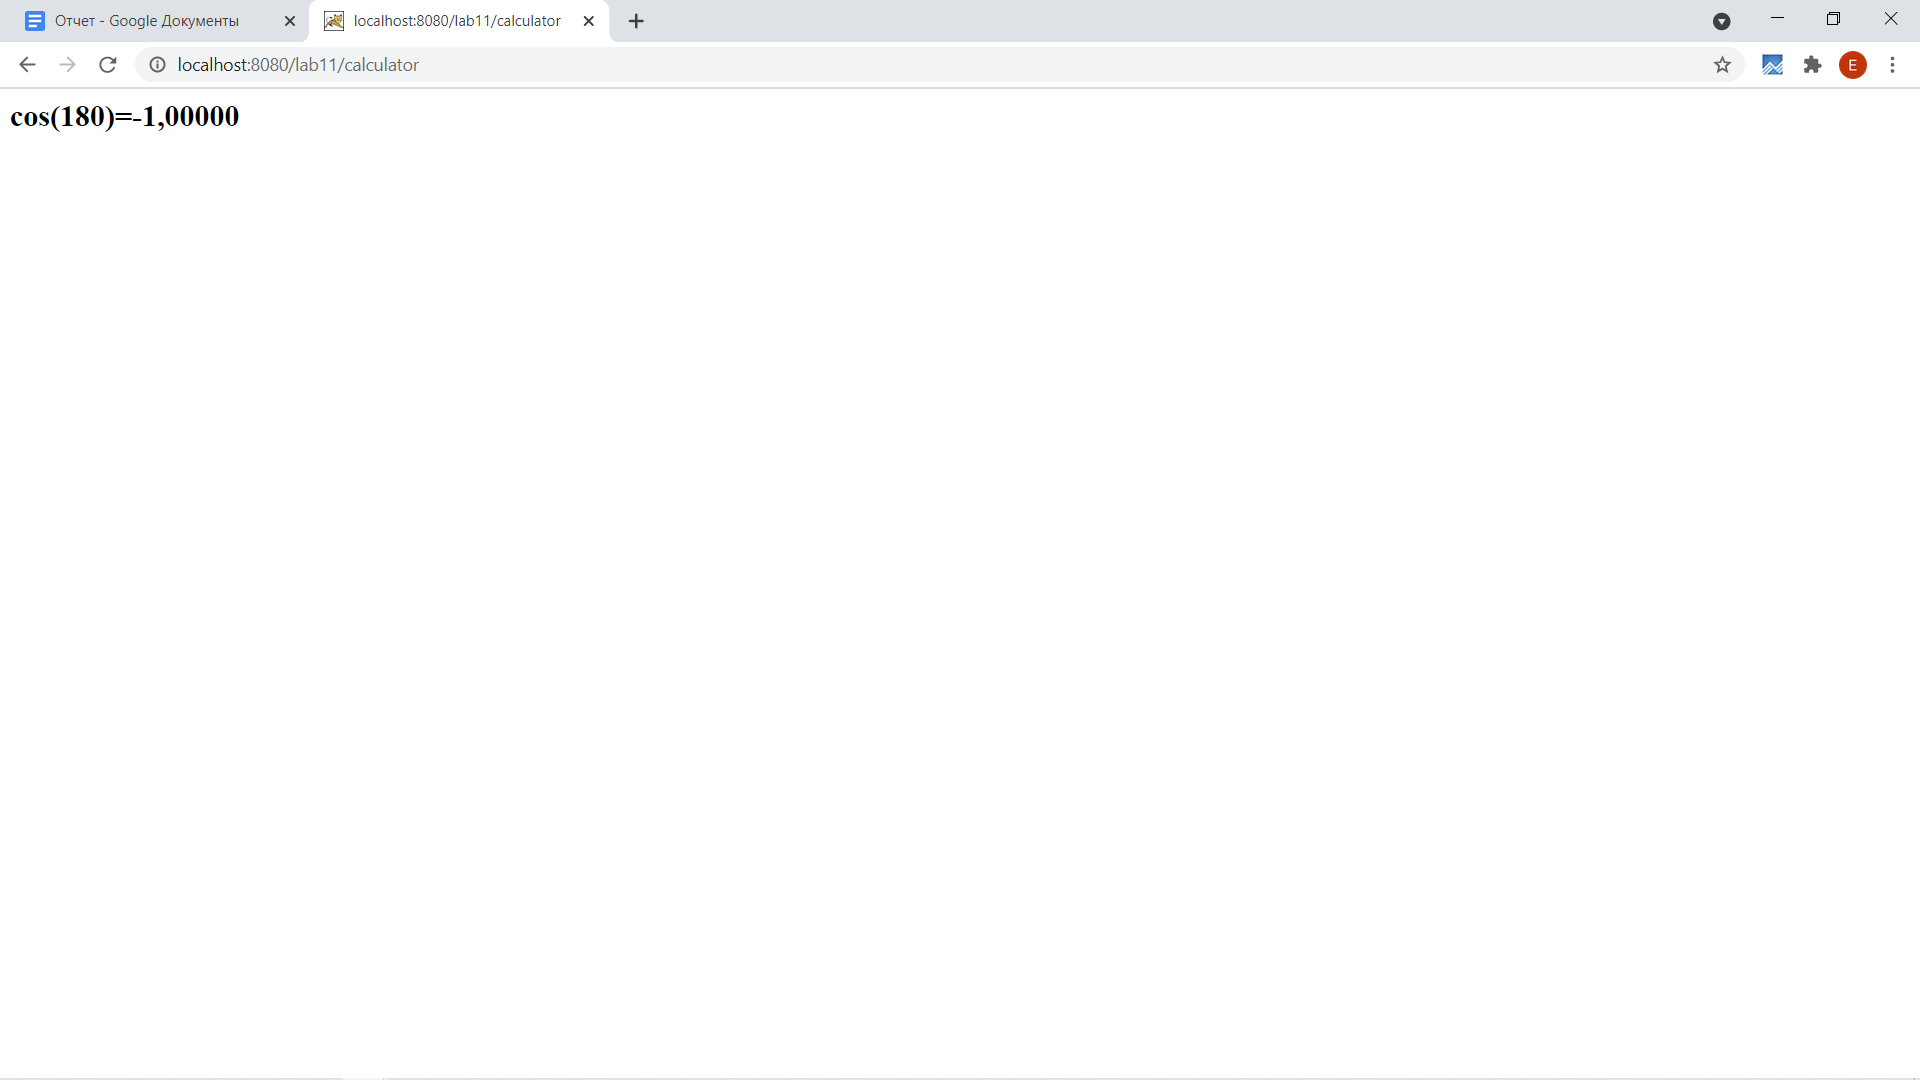 Отчет - Google Документы
localhost:8080/lab11/calculator
localhost:8080/lab11/calculator
E
cos(180)=-1,00000